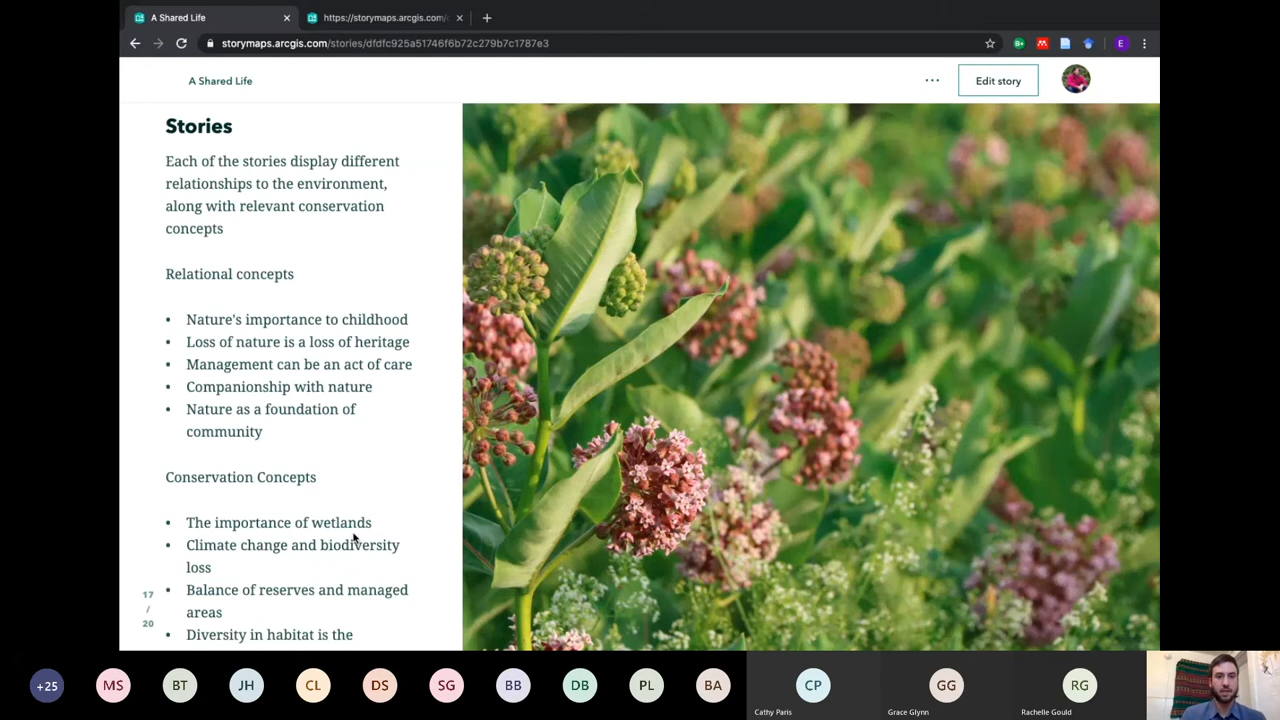 A Shared Life
https://storymaps.arcgis.com/
storymaps.arcgis.com/stories/dfdfc925a51746f6b72c279b7c1787e3
E
A Shared Life
Edit story
Stories
Each of the stories display different
relationships to the environment,
along with relevant conservation
concepts
Relational concepts
• Nature's importance to childhood
• Loss of nature is a loss of heritage
• Management can be an act of care
• Companionship with nature
• Nature as a foundation of
community
Conservation Concepts
• The importance of wetlands
• Climate change and biodiversity
loss
• Balance of reserves and managed
areas
• Diversity in habitat is the
17
/
20
+25
MS
BT
JH
CL
DS
SG
BB
DB
PL
BA
CP
Cathy Paris
GG
Grace Glynn
RG
Rachelle Gould